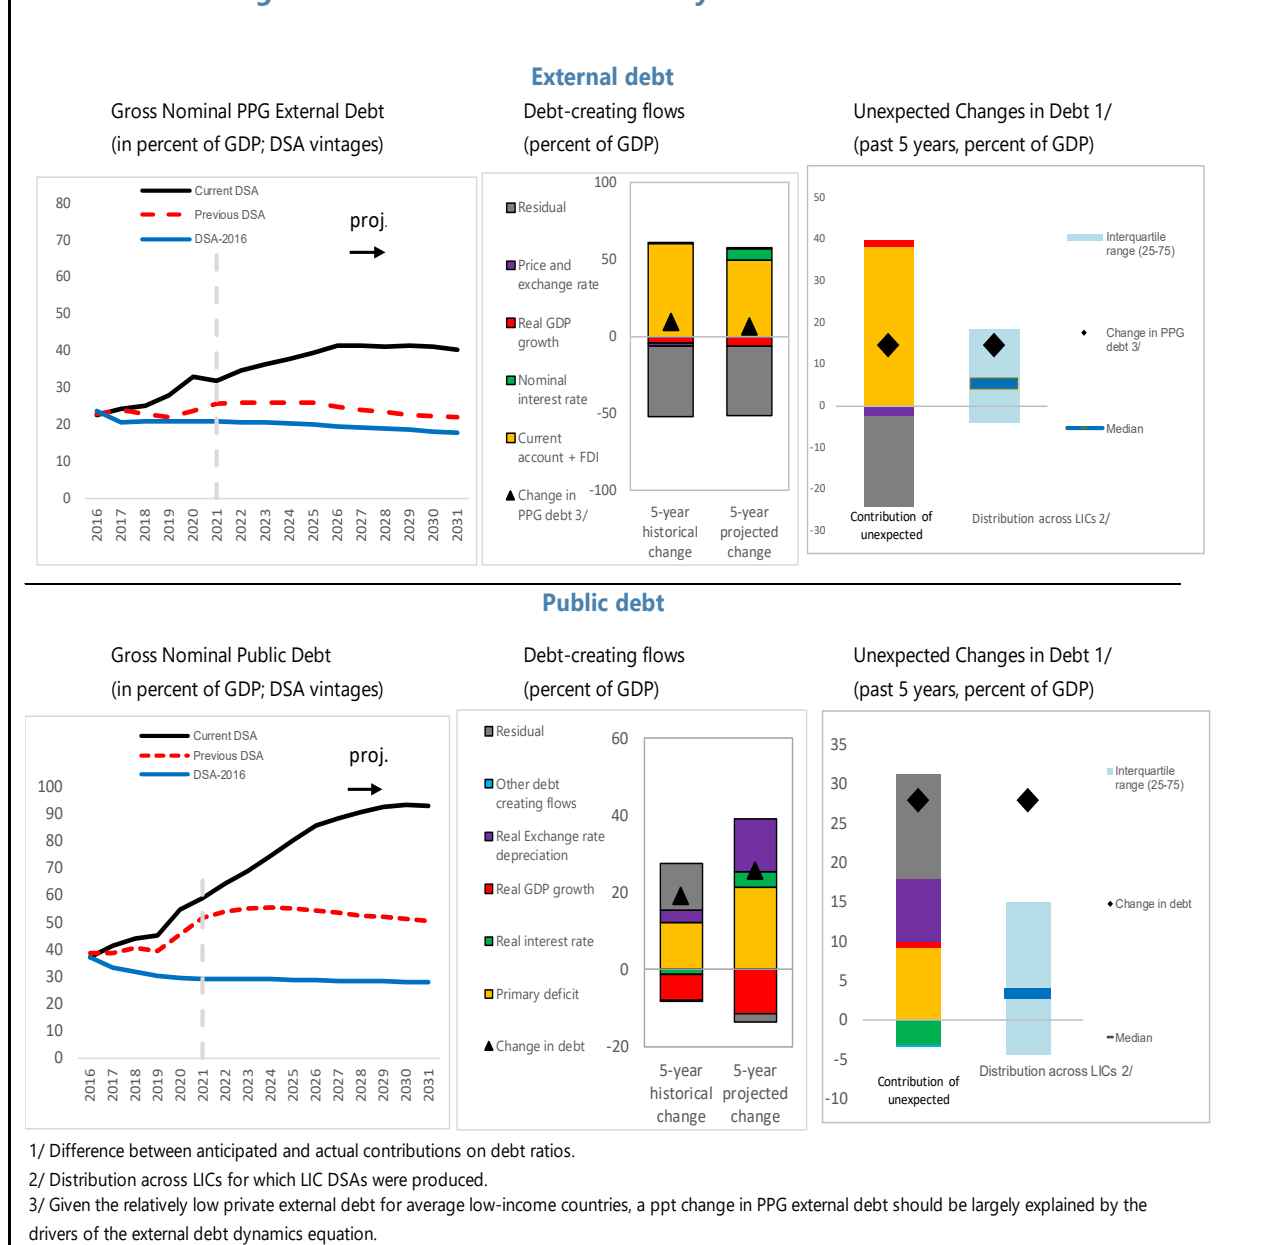 External debt
Gross Nominal PPG External Debt
(in percent of GDP; DSA vintages)
Debt-creating flows
(percent of GDP)
Unexpected Changes in Debt 1/
(past 5 years, percent of GDP)
Current DSA
Previous DSA
DSA-2016
proj.
80
70
60
50
40
30
20
10
0
2016
2017
2018
2019
2020
2021
2022
2023
2024
2025
2026
2027
2028
2029
2030
2031
Residual
Price and
exchange rate
Real GDP
growth
Nominal
interest rate
Current
account + FDI
Change in
PPG debt 3/
100
50
0
-50
-100
5-year
historical
change
5-year
projected
change
50
40
30
20
10
0
-10
-20
-30
Contribution of
unexpected
Distribution across LICs 2/
Interquartile
range (25-75)
Change in PPG
debt 3/
Median
Public debt
Gross Nominal Public Debt
(in percent of GDP; DSA vintages)
Debt-creating flows
(percent of GDP)
Unexpected Changes in Debt 1/
(past 5 years, percent of GDP)
Current DSA
Previous DSA
DSA-2016
proj.
100
90
80
70
60
50
40
30
20
10
0
2016
2017
2018
2019
2020
2021
2022
2023
2024
2025
2026
2027
2028
2029
2030
2031
Residual
Other debt
creating flows
Real Exchange rate
depreciation
Real GDP growth
Real interest rate
Primary deficit
Change in debt
60
40
20
0
-20
5-year
historical
change
5-year
projected
change
35
30
25
20
15
10
5
0
-5
-10
Contribution of
unexpected
Distribution across LICs 2/
Interquartile
range (25-75)
Change in debt
Median
1/ Difference between anticipated and actual contributions on debt ratios.
2/ Distribution across LICs for which LIC DSAs were produced.
3/ Given the relatively low private external debt for average low-income countries, a ppt change in PPG external debt should be largely explained by the
drivers of the external debt dynamics equation.